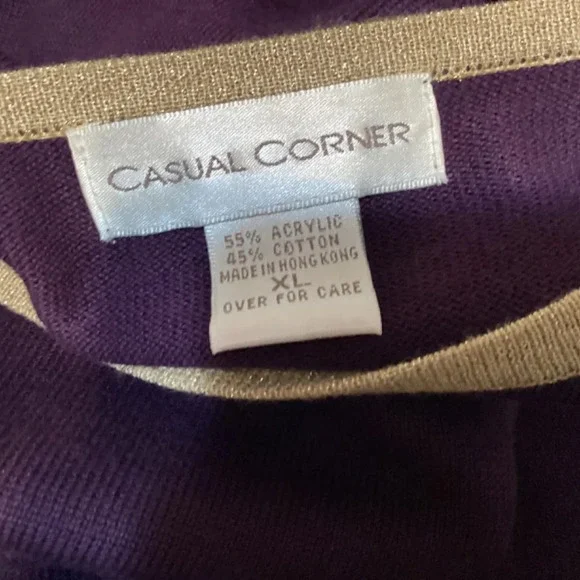 CASUAL CORNER
55% ACRYLIC
45% COTTON
MADE IN HONG KONG
XL
OVER FOR CARE